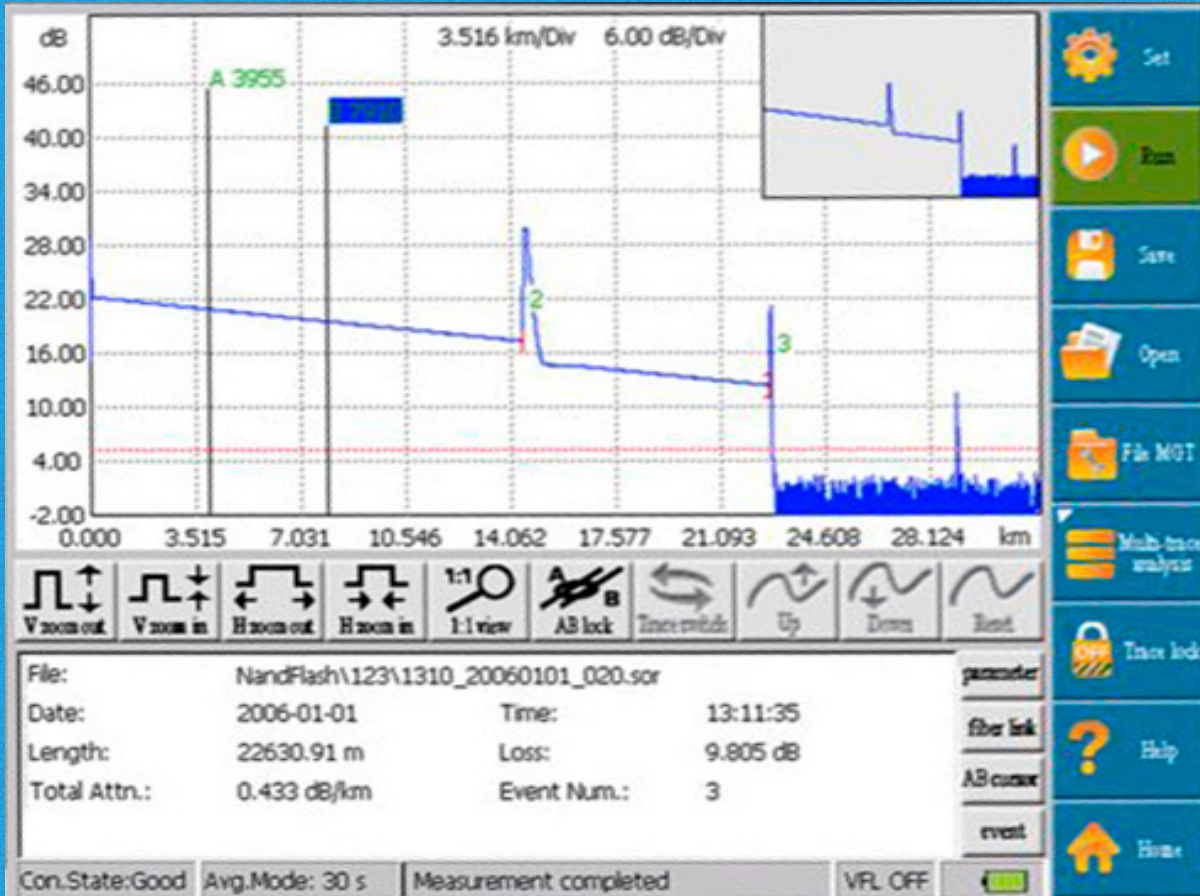 dB 3.516 km/Div 6.00 dB/Div
46.00
A 3955
40.00
34.00
28.00
22.00
2
16.00
3
10.00
4.00
-2.00
0.000 3.515 7.031 10.546 14.062 17.577 21.093 24.608 28.124 km
V zoom out V zoom in H zoom out H zoom in 1:1 view AB lock Trace switch Up Down Reset
1:1
A
B
File: NandFlash\123\1310_20060101_020.sor
Date: 2006-01-01 Time: 13:11:35
Length: 22630.91 m Loss: 9.805 dB
Total Attn.: 0.433 dB/km Event Num.: 3
parameter
fiber link
AB cursor
event
Con.State:Good Avg.Mode: 30 s Measurement completed VFL OFF
Set
Run
Save
Open
File MGT
Multi-trace
analysis
OFF
Trace lock
Help
Home